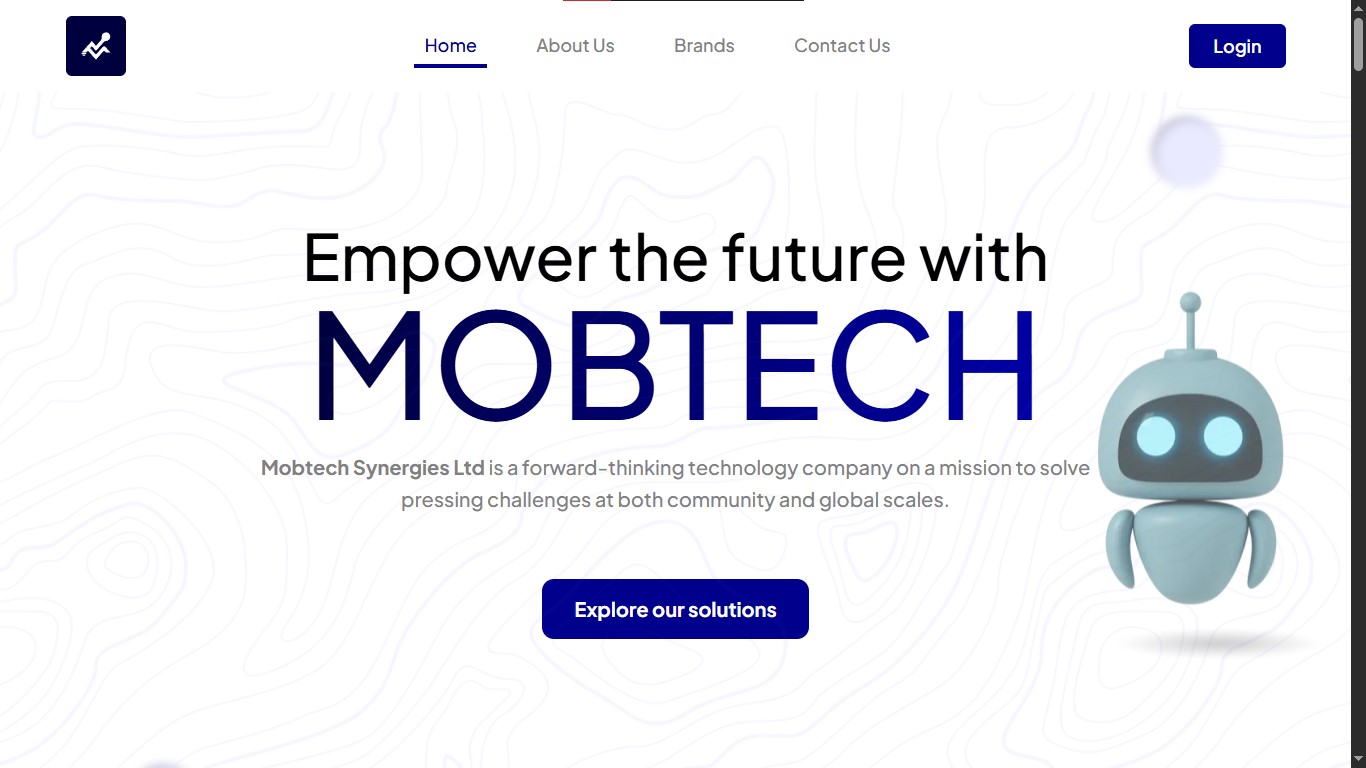 Home About Us Brands Contact Us Login
Empower the future with
MOBTECH
Mobtech Synergies Ltd is a forward-thinking technology company on a mission to solve
pressing challenges at both community and global scales.
Explore our solutions